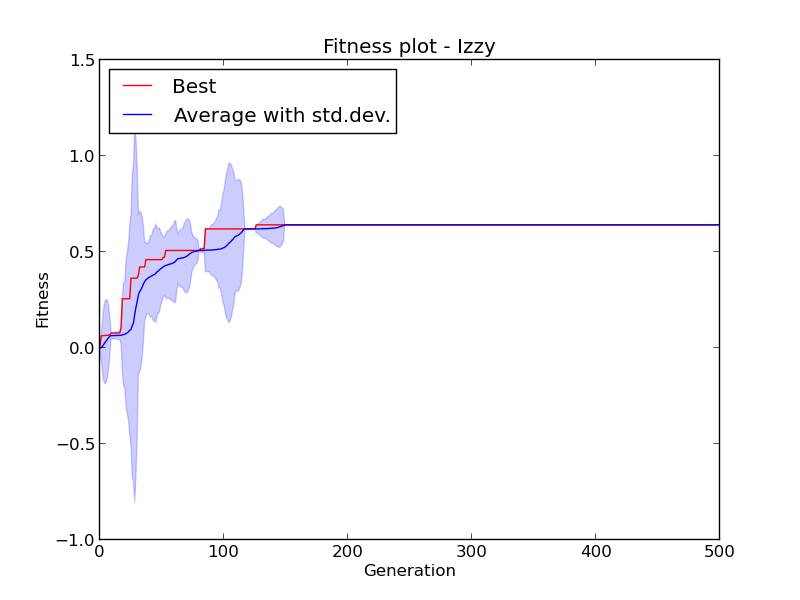 Fitness plot - Izzy
1.5
Best
Average with std.dev.
1.0
0.5
Fitness
0.0
−0.5
−1.0
0 100 200 300 400 500
Generation